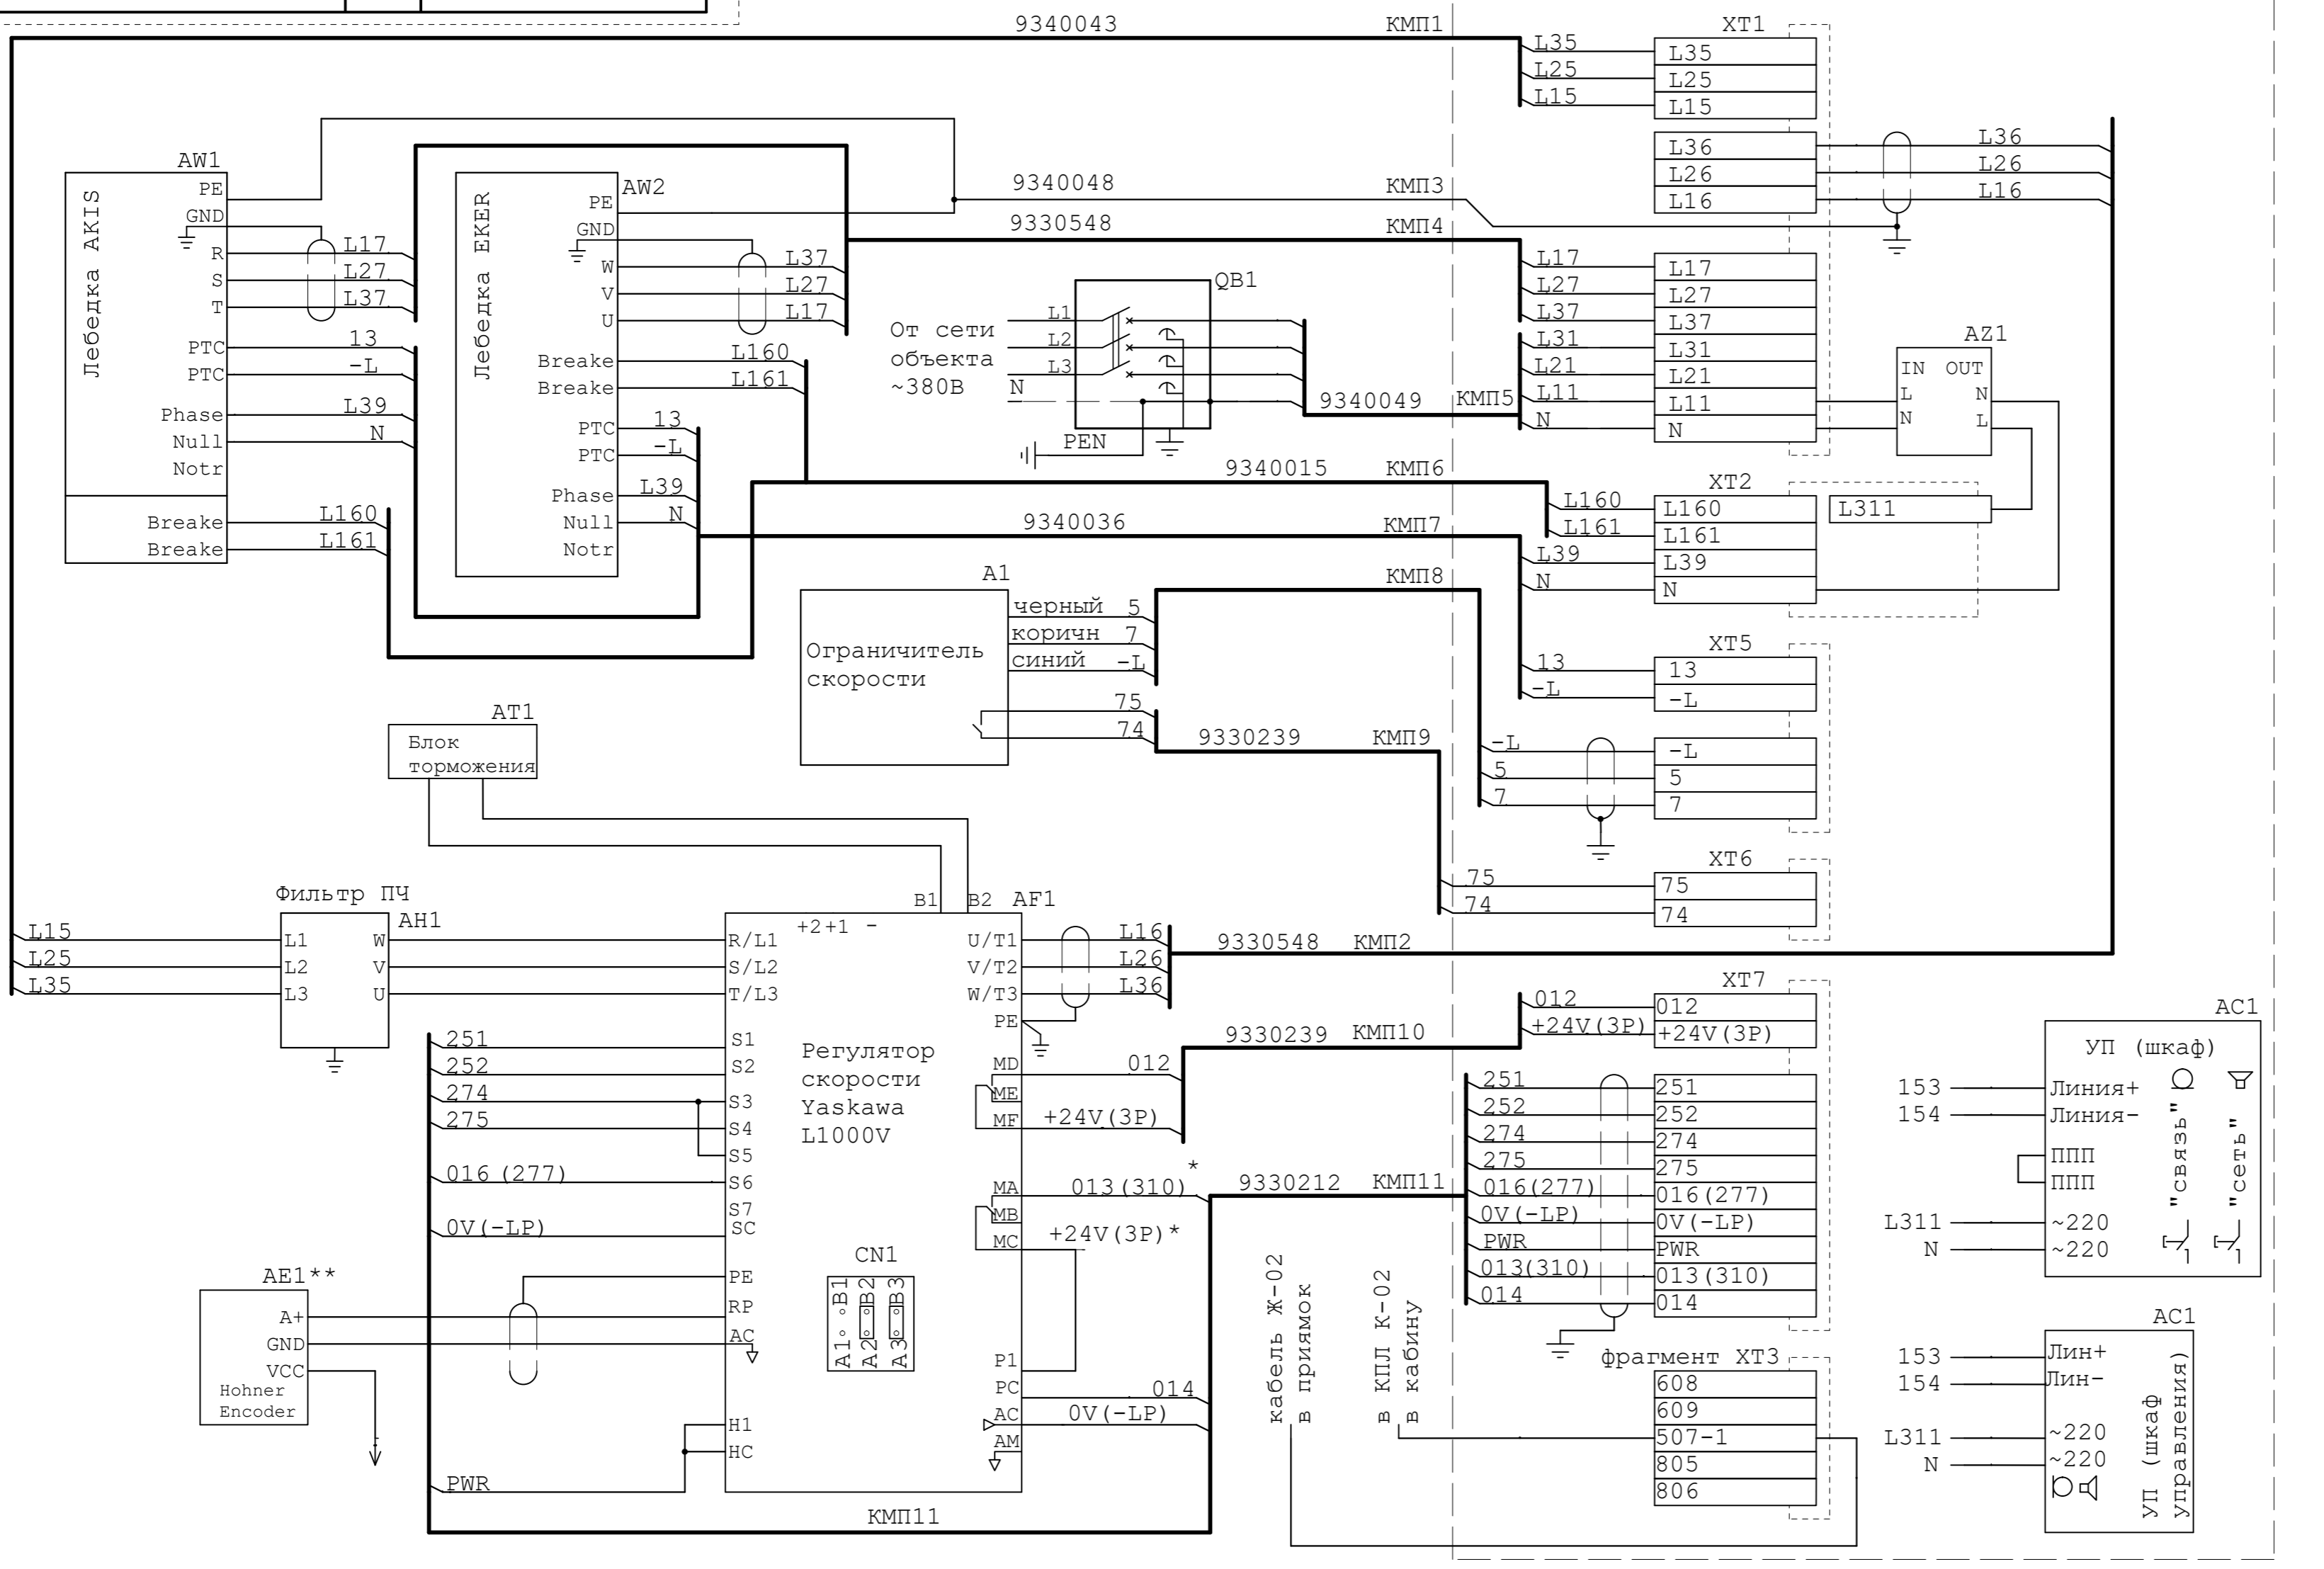 9340043
КМП1
XT1
L35
L25
L15
L35
L25
L15
L36
L26
L16
L36
L26
L16
AW1
Лебедка AKIS
PE
GND
R
S
T
PTC
PTC
Phase
Null
Notr
Breake
Breake
L17
L27
L37
13
-L
L39
N
L160
L161
AW2
Лебедка EKER
PE
GND
W
V
U
Breake
Breake
PTC
PTC
Phase
Null
Notr
L37
L27
L17
L160
L161
13
-L
L39
N
9340048
КМП3
9330548
КМП4
QB1
От сети
объекта
~380В
L1
L2
L3
N
PEN
9340049
КМП5
L17
L27
L37
L31
L21
L11
N
L17
L27
L37
L31
L21
L11
N
AZ1
IN OUT
L
N
N
L
9340015
КМП6
XT2
L160
L161
L39
N
L160
L161
L39
N
L311
9340036
КМП7
A1
Ограничитель
скорости
черный 5
коричн 7
синий -L
75
74
КМП8
9330239
КМП9
XT5
13
-L
13
-L
-L
5
7
-L
5
7
XT6
75
74
75
74
AT1
Блок
торможения
Фильтр ПЧ
AH1
L15
L25
L35
L1
L2
L3
W
V
U
B1
B2
AF1
+2+1 -
R/L1
S/L2
T/L3
U/T1
V/T2
W/T3
PE
L16
L26
L36
9330548
КМП2
Регулятор
скорости
Yaskawa
L1000V
251
252
274
275
016(277)
0V(-LP)
S1
S2
S3
S4
S5
S6
S7
SC
PE
RP
AC
H1
HC
PWR
MD
ME
MF
MA
MB
MC
P1
PC
AC
AM
012
+24V(3P)
*
013(310)
+24V(3P)*
014
0V(-LP)
CN1
A1 B1
A2 B2
A3 B3
AE1**
A+
GND
VCC
Hohner
Encoder
КМП11
9330239
КМП10
9330212
КМП11
XT7
012
+24V(3P)
012
+24V(3P)
251
252
274
275
016(277)
0V(-LP)
PWR
013(310)
014
251
252
274
275
016(277)
0V(-LP)
PWR
013(310)
014
кабель Ж-02
в приямок
в КПЛ К-02
в кабину
фрагмент XT3
608
609
507-1
805
806
AC1
УП (шкаф)
153
154
L311
N
Линия+
Линия-
ППП
ППП
~220
~220
"связь"
"сеть"
AC1
153
154
L311
N
Лин+
Лин-
~220
~220
УП (шкаф
управления)